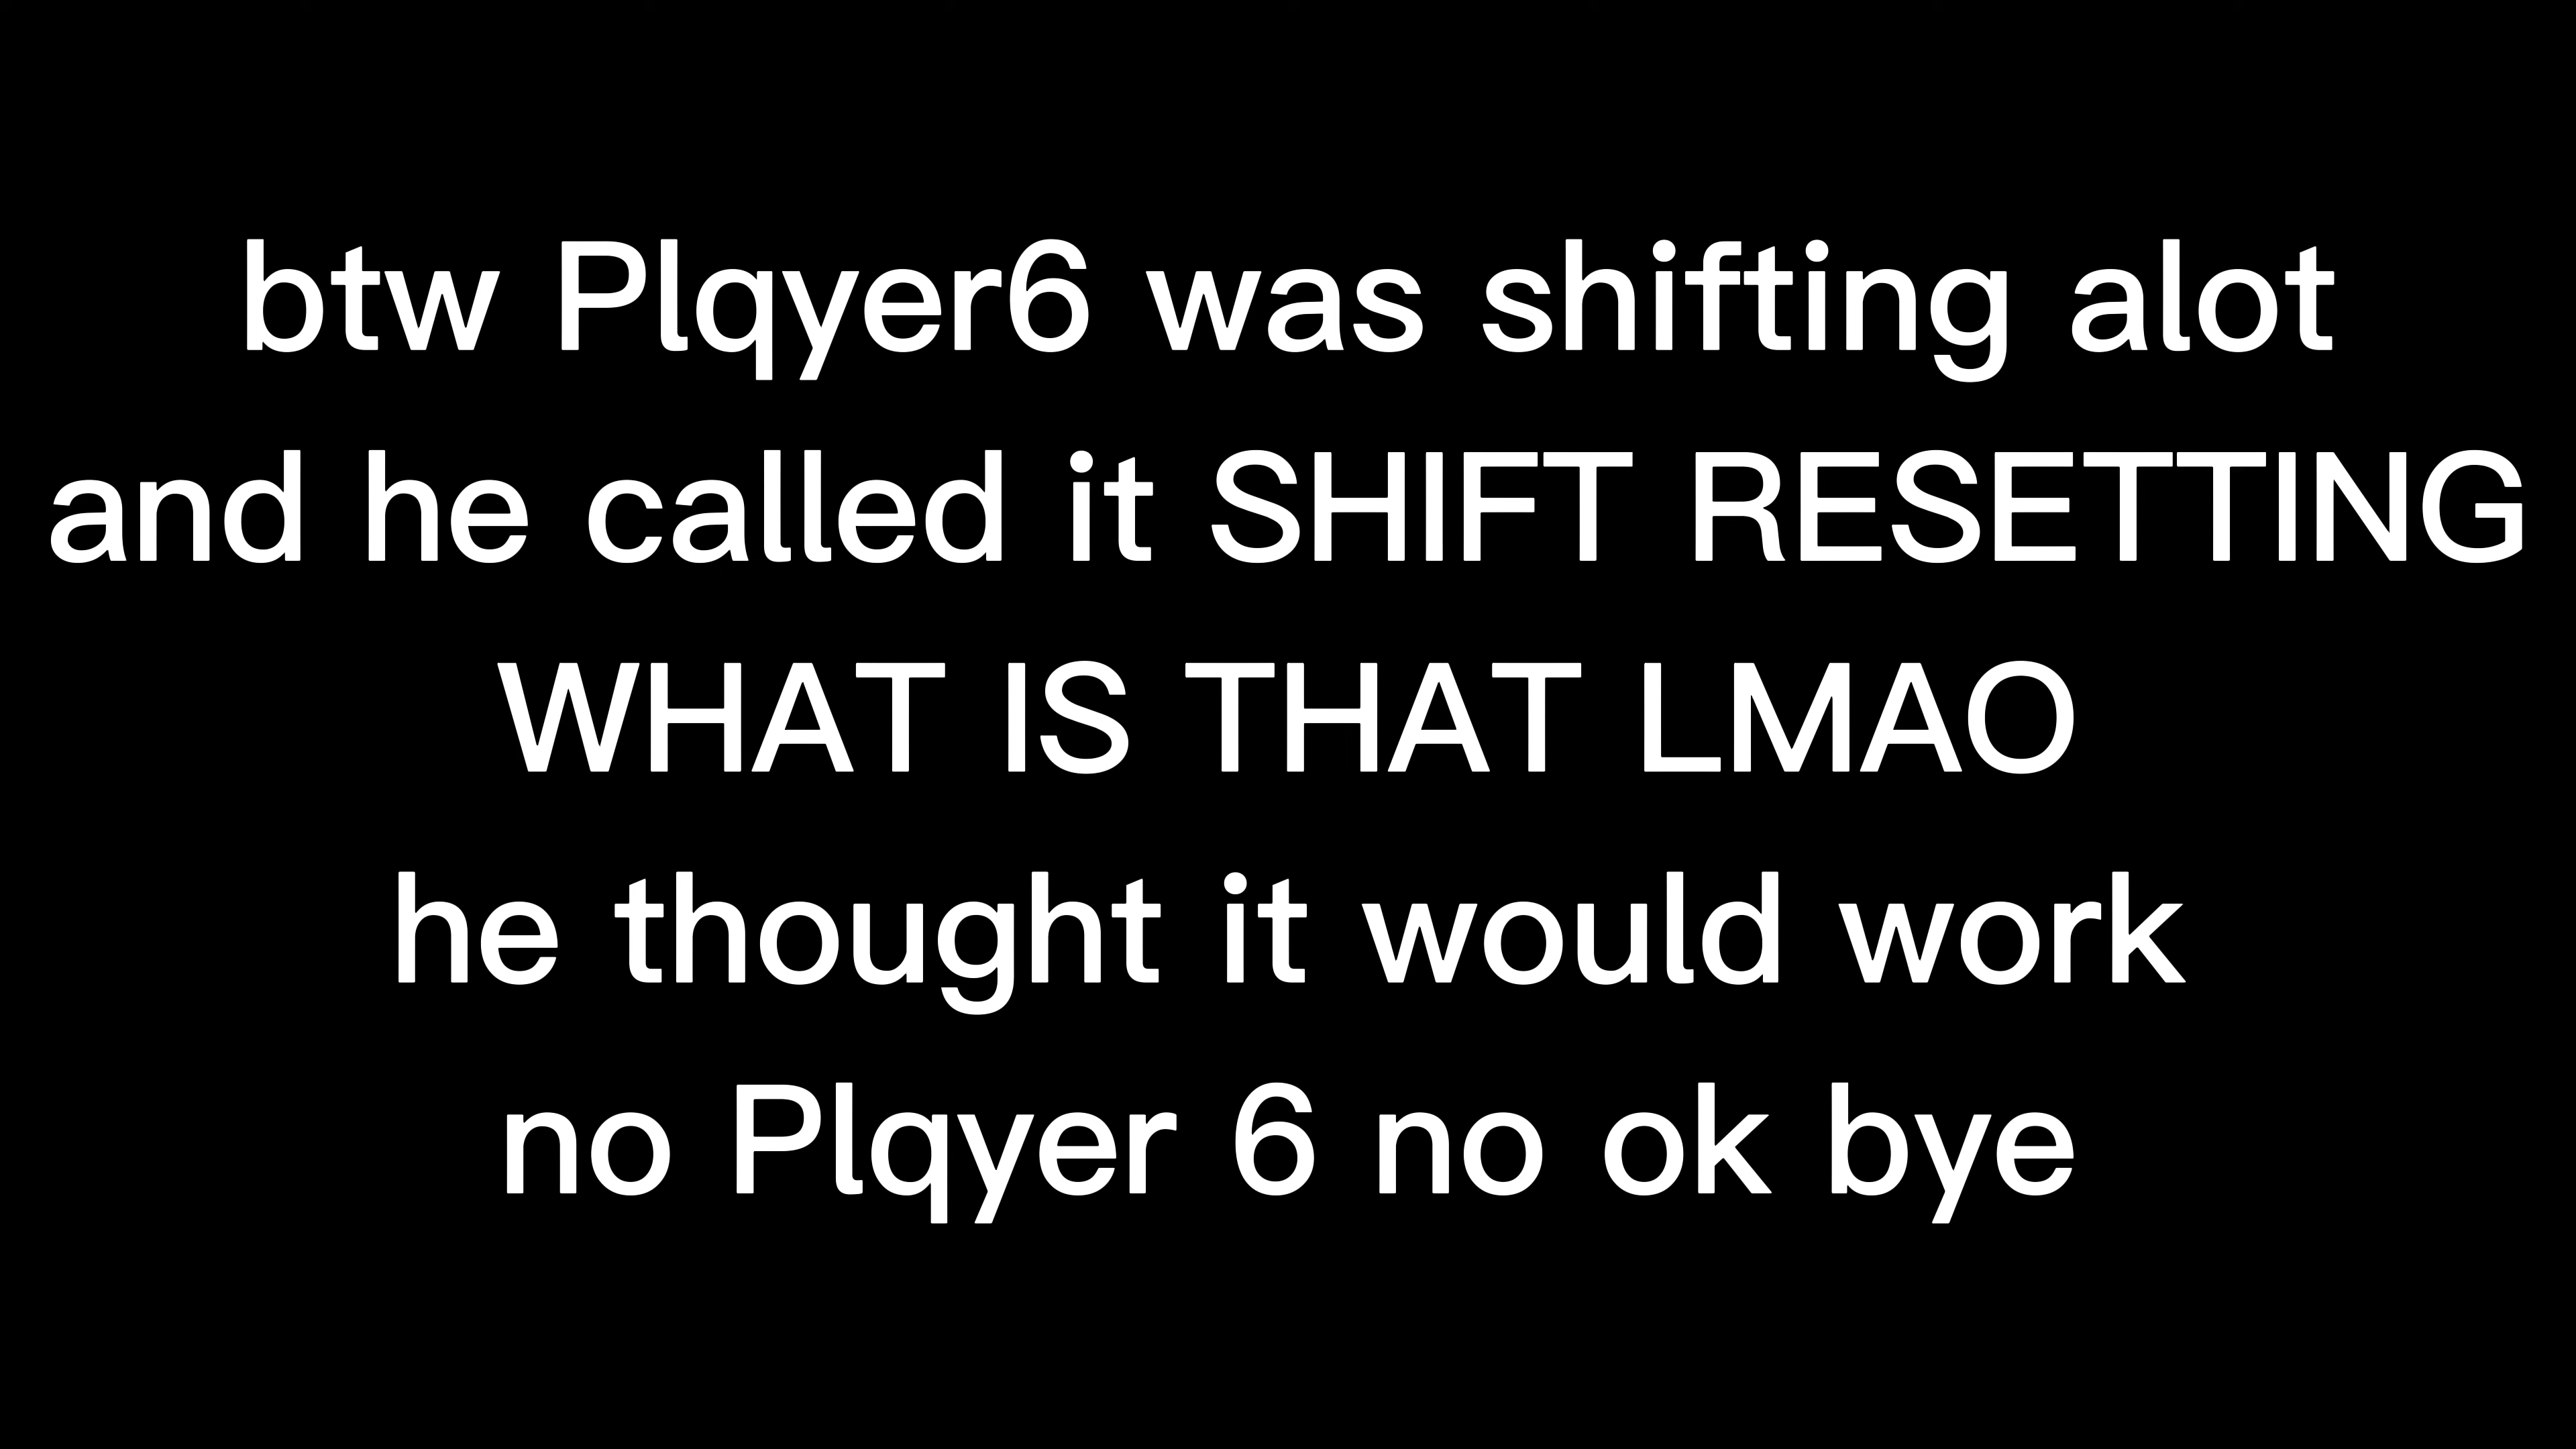 btw Plqyer6 was shifting alot
and he called it SHIFT RESETTING
WHAT IS THAT LMAO
he thought it would work
no Plqyer 6 no ok bye